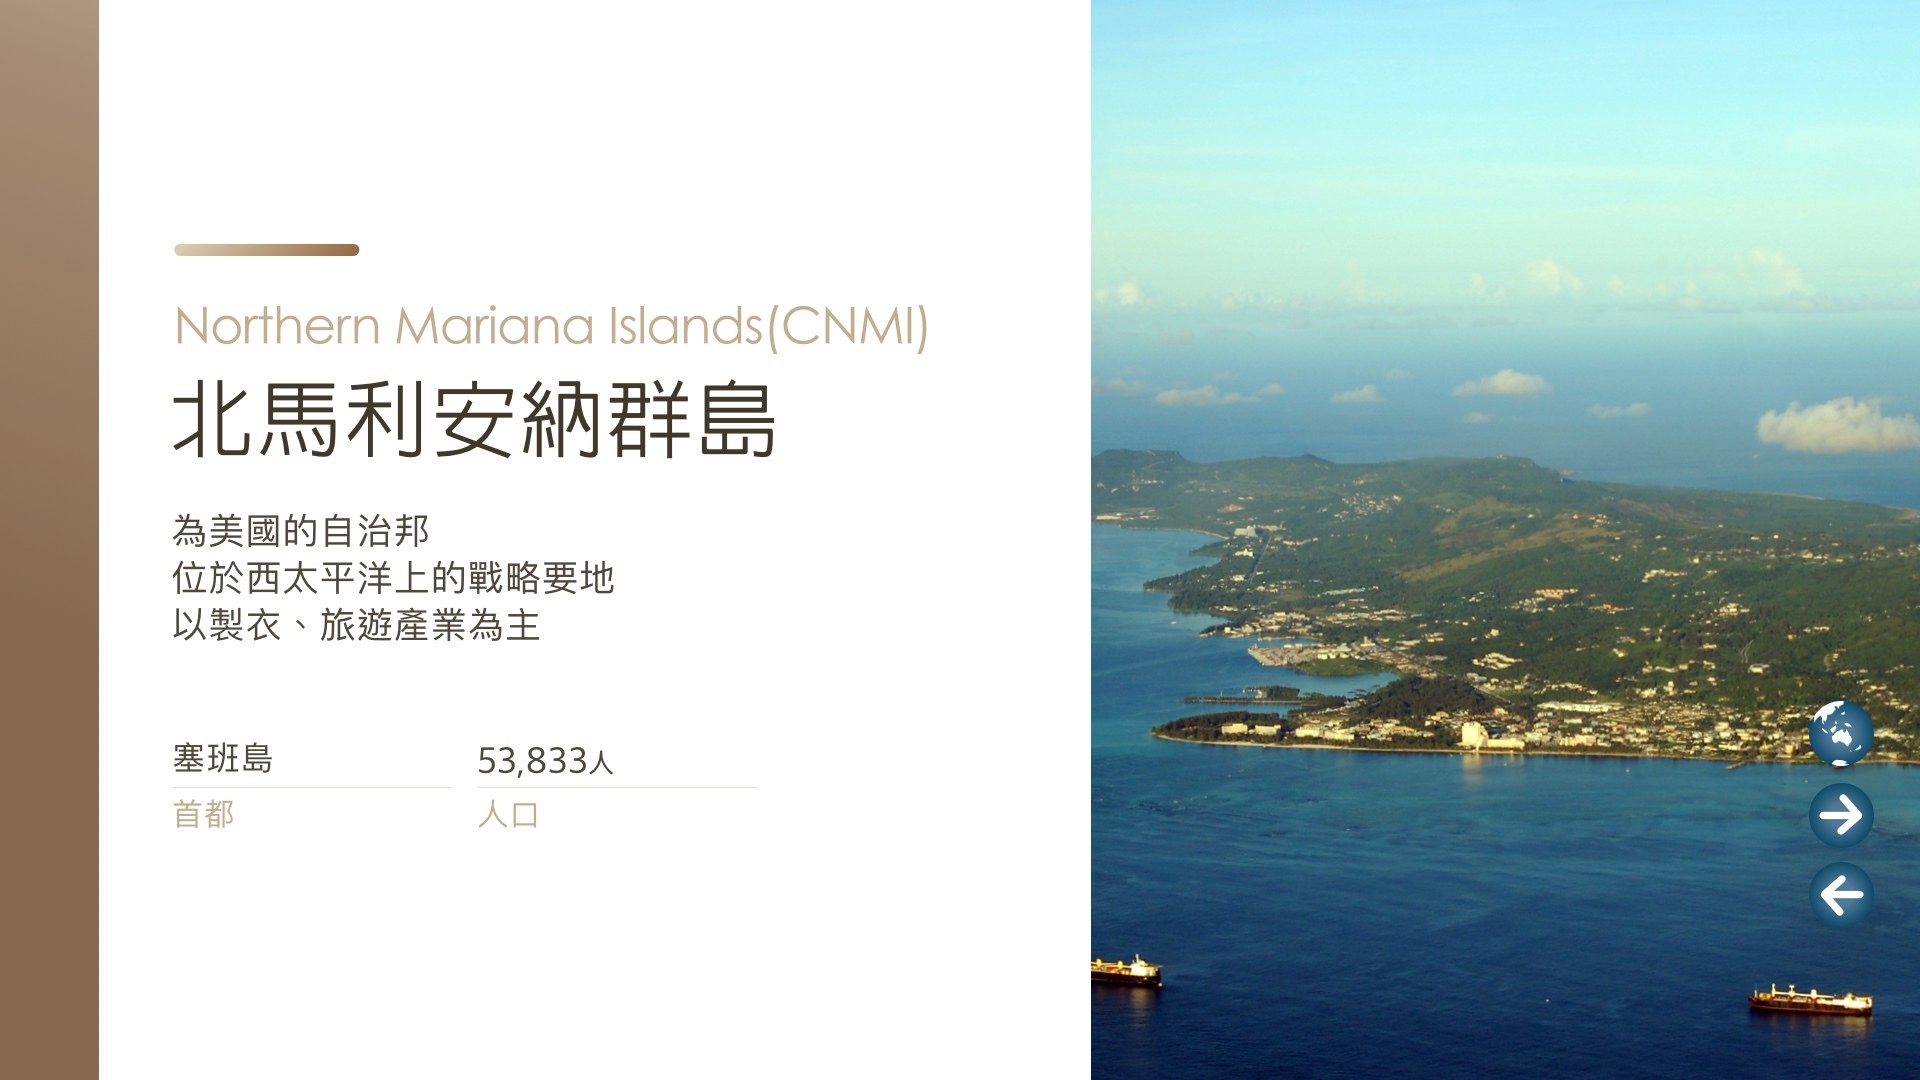 Northern Mariana Islands(CNMI)
北馬利安納群島
為美國的自治邦
位於西太平洋上的戰略要地
以製衣、旅遊產業為主
塞班島
首都
53,833人
人口